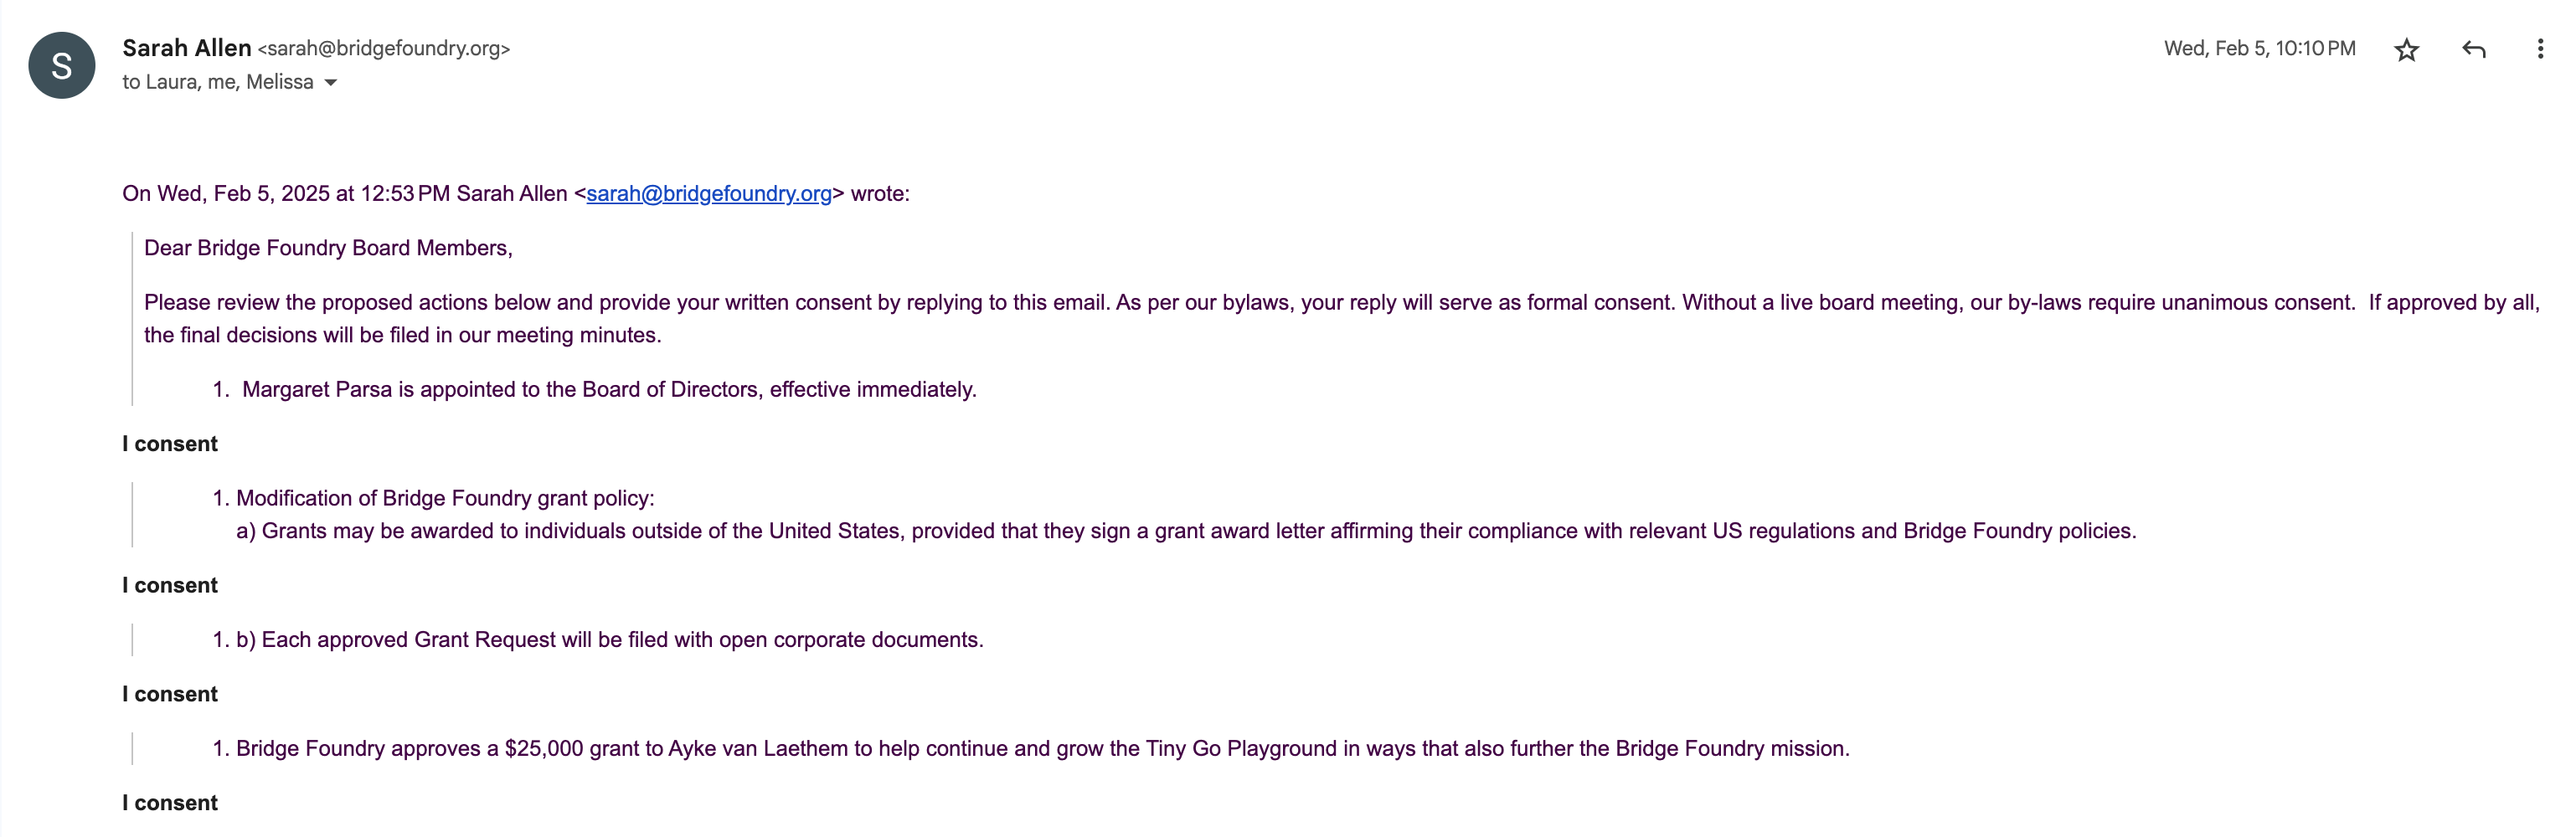 S
Sarah Allen <sarah@bridgefoundry.org>
Wed, Feb 5, 10:10 PM
to Laura, me, Melissa
On Wed, Feb 5, 2025 at 12:53 PM Sarah Allen <sarah@bridgefoundry.org> wrote:
Dear Bridge Foundry Board Members,
Please review the proposed actions below and provide your written consent by replying to this email. As per our bylaws, your reply will serve as formal consent. Without a live board meeting, our by-laws require unanimous consent.  If approved by all,
the final decisions will be filed in our meeting minutes.
1. Margaret Parsa is appointed to the Board of Directors, effective immediately.
I consent
1. Modification of Bridge Foundry grant policy:
a) Grants may be awarded to individuals outside of the United States, provided that they sign a grant award letter affirming their compliance with relevant US regulations and Bridge Foundry policies.
I consent
1. b) Each approved Grant Request will be filed with open corporate documents.
I consent
1. Bridge Foundry approves a $25,000 grant to Ayke van Laethem to help continue and grow the Tiny Go Playground in ways that also further the Bridge Foundry mission.
I consent